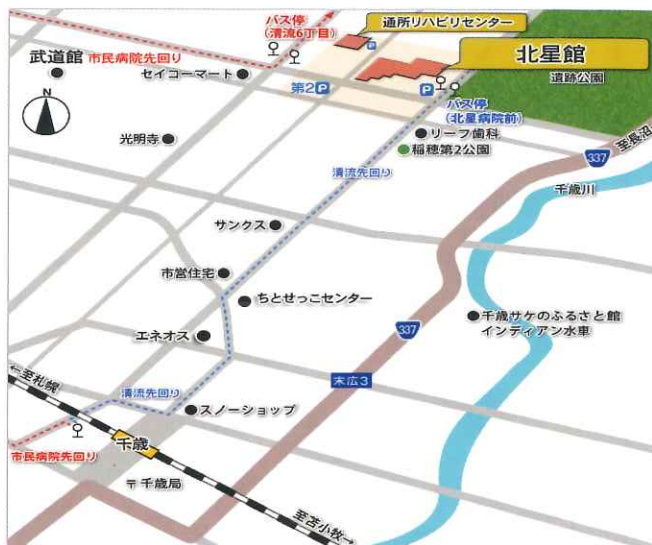 バス停
(清流6丁目)
通所リハビリセンター
P
武道館
市民病院先回り
セイコーマート
北星館
遺跡公園
第2P
P
バス停
(北星病院前)
N
光明寺
リーフ歯科
稲穂第2公園
337
至長沼
清流先回り
千歳川
サンクス
市営住宅
ちとせっこセンター
千歳サケのふるさと館
インディアン水車
エネオス
337
←至札幌
清流先回り
末広3
スノーショップ
千歳
市民病院先回り
〒千歳局
至苫小牧→